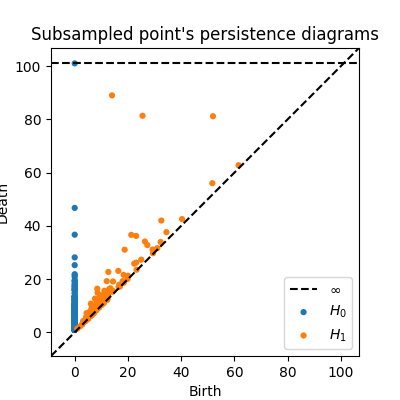 Subsampled point's persistence diagrams
100
80
60
40
20
0
Death
∞
H₀
H₁
0 20 40 60 80 100
Birth